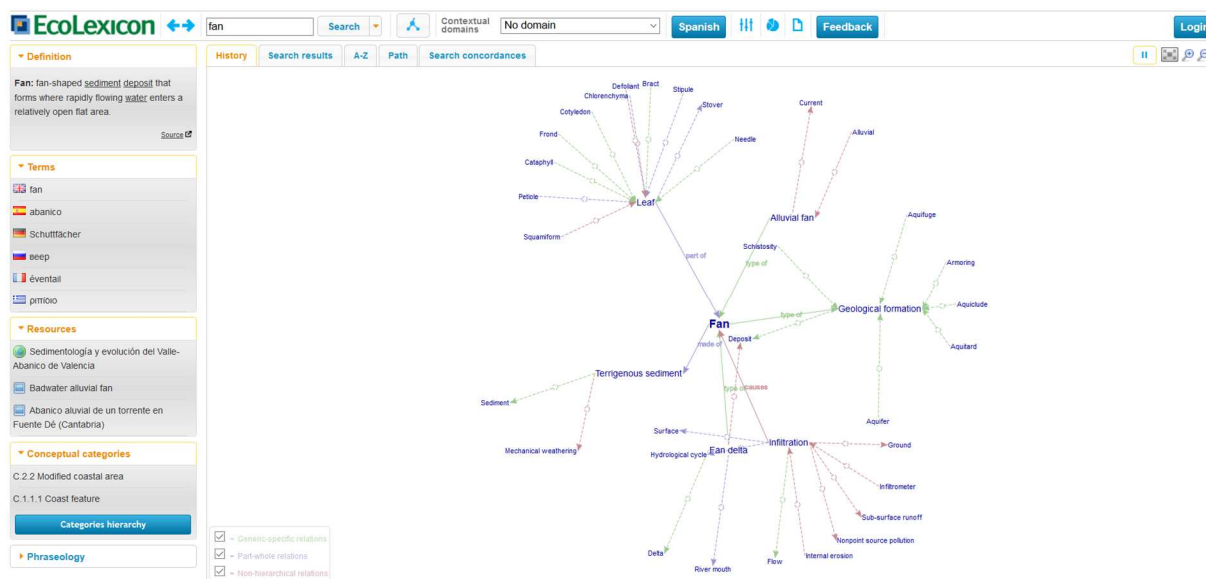 EcoLexicon
fan
Search
Contextual
domains
No domain
Spanish
Feedback
Login
Definition
Fan: fan-shaped sediment deposit that
forms where rapidly flowing water enters a
relatively open flat area.
Source
Terms
fan
abanico
Schuttfächer
веер
éventail
ριπίδιο
Resources
Sedimentología y evolución del Valle-
Abanico de Valencia
Badwater alluvial fan
Abanico aluvial de un torrente en
Fuente Dé (Cantabria)
Conceptual categories
C.2.2 Modified coastal area
C.1.1.1 Coast feature
Categories hierarchy
Phraseology
History
Search results
A-Z
Path
Search concordances
Defoliant
Bract
Chlorenchyma
Stipule
Stover
Cotyledon
Frond
Needle
Cataphyll
Petiole
Leaf
Squamiform
Current
Alluvial
Alluvial fan
Aquifuge
Schistosity
part of
type of
Armoring
Aquiclude
Geological formation
type of
Fan
Deposit
made of
Aquitard
Terrigenous sediment
type of
causes
Sediment
Aquifer
Surface
Mechanical weathering
Hydrological cycle
Fan delta
Infiltration
Ground
Infiltrometer
Sub-surface runoff
Nonpoint source pollution
Internal erosion
Flow
Delta
River mouth
– Generic-specific relations
– Part-whole relations
– Non-hierarchical relations